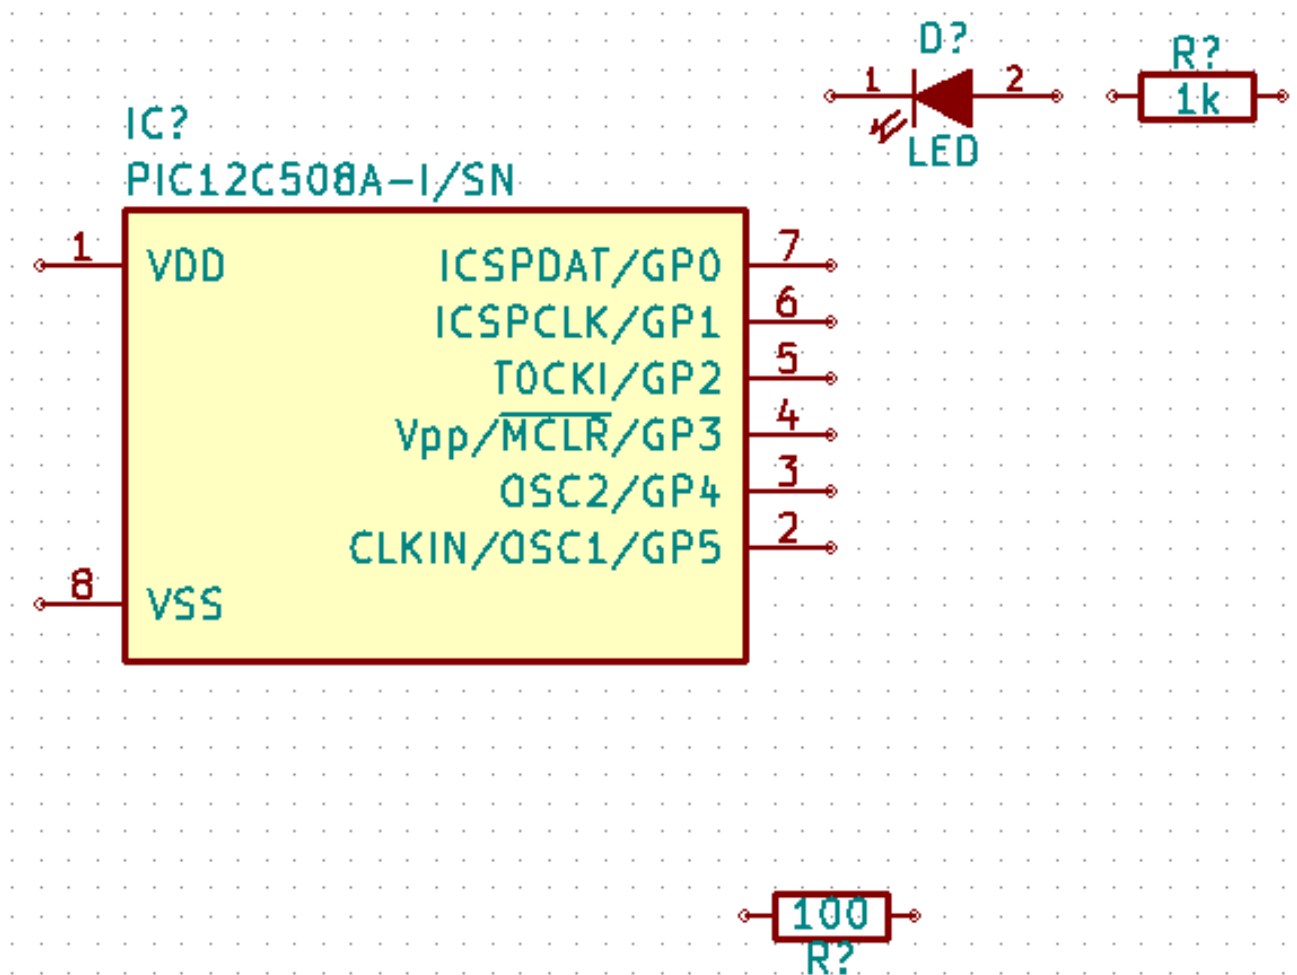 D?
1 2
LED
R?
1k
IC?
PIC12C508A-I/SN
1 VDD
ICSPDAT/GP0 7
ICSPCLK/GP1 6
T0CKI/GP2 5
Vpp/MCLR/GP3 4
OSC2/GP4 3
CLKIN/OSC1/GP5 2
8 VSS
100
R?